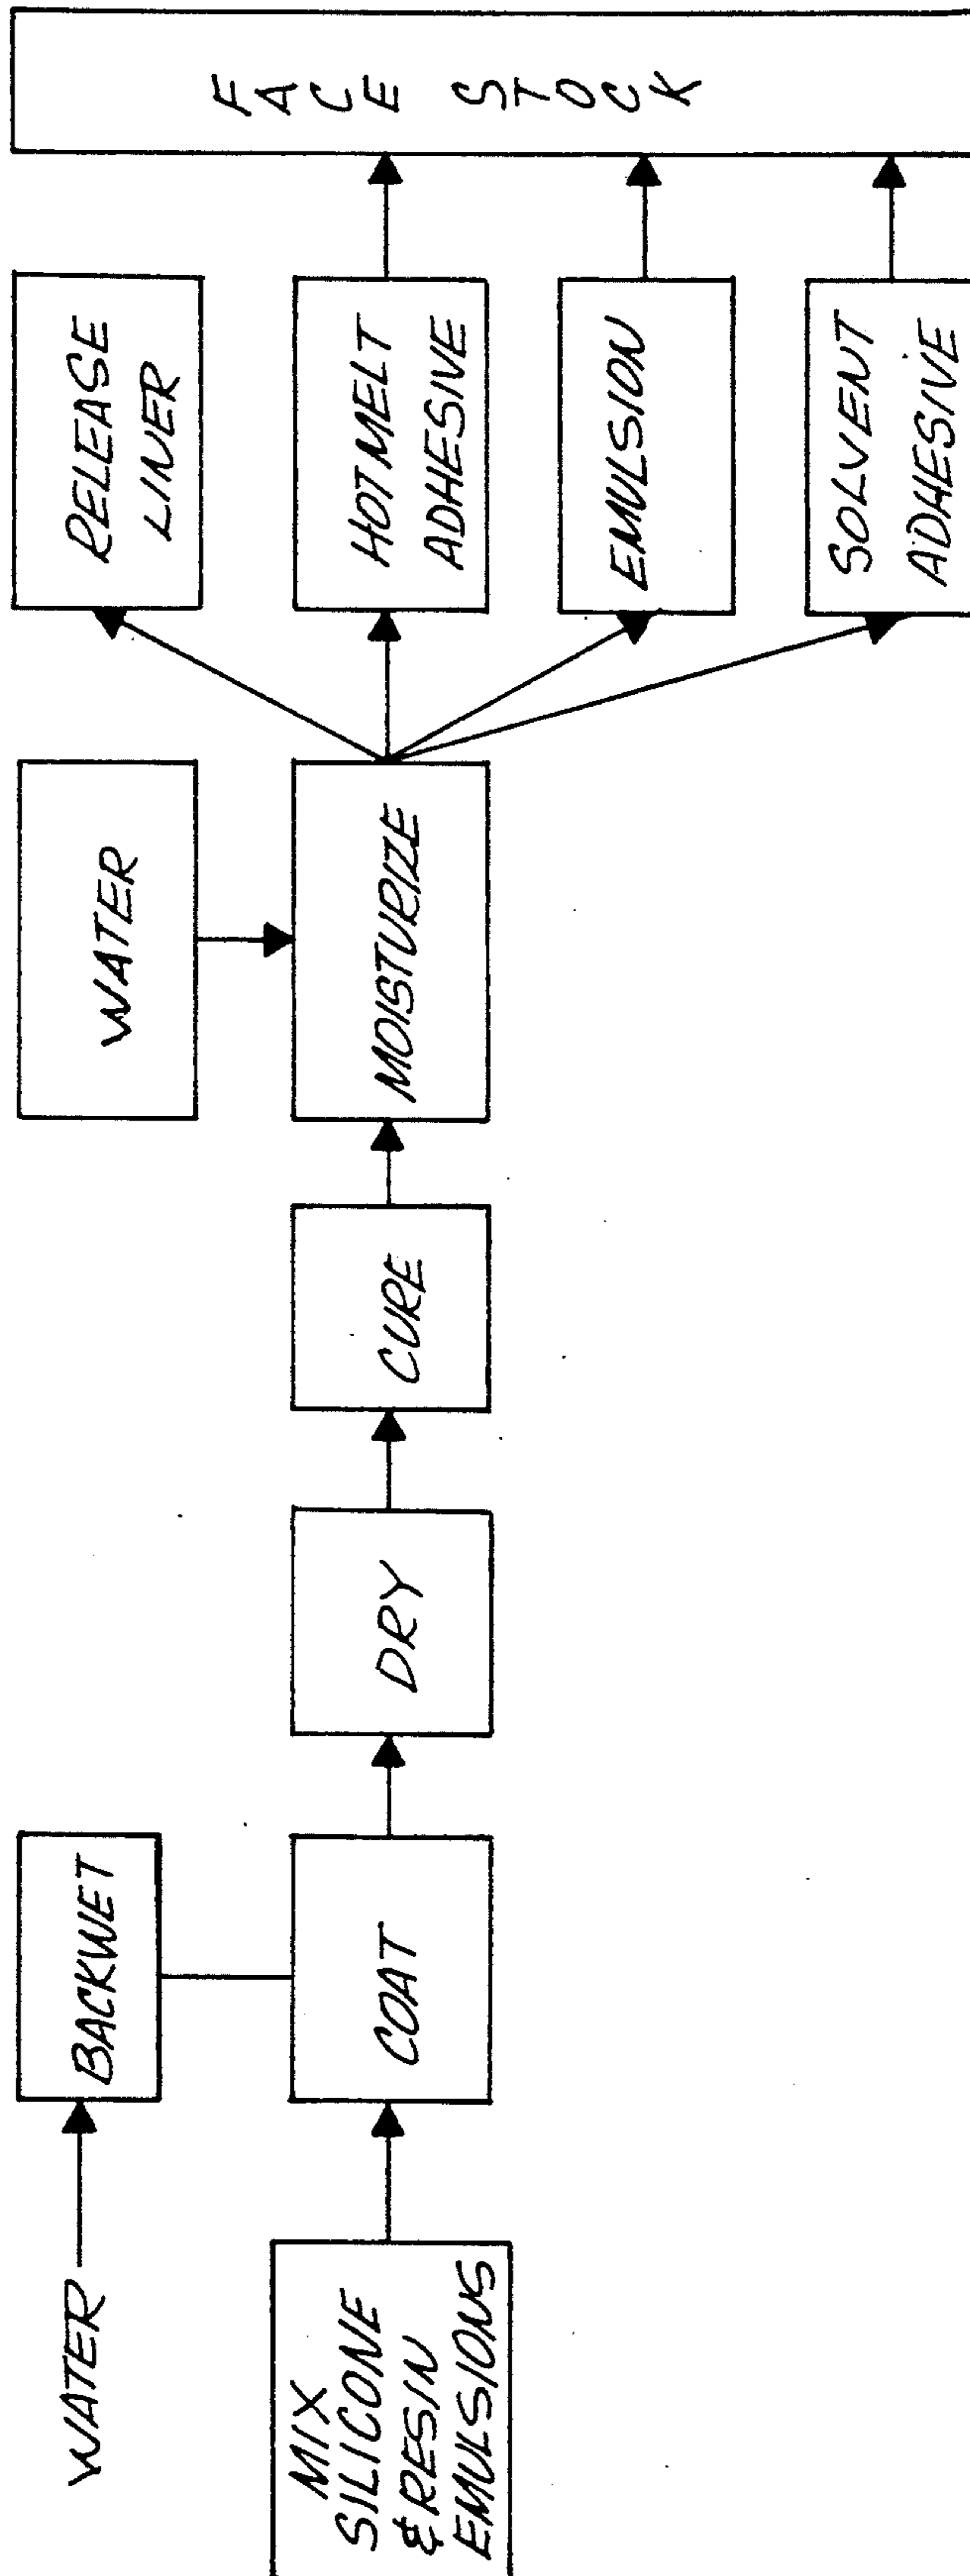 WATER
BACKWET
MIX
SILICONE
& RESIN
EMULSIONS
COAT
DRY
CURE
WATER
MOISTURIZE
RELEASE
LINER
HOTMELT
ADHESIVE
EMULSION
SOLVENT
ADHESIVE
FACE STOCK